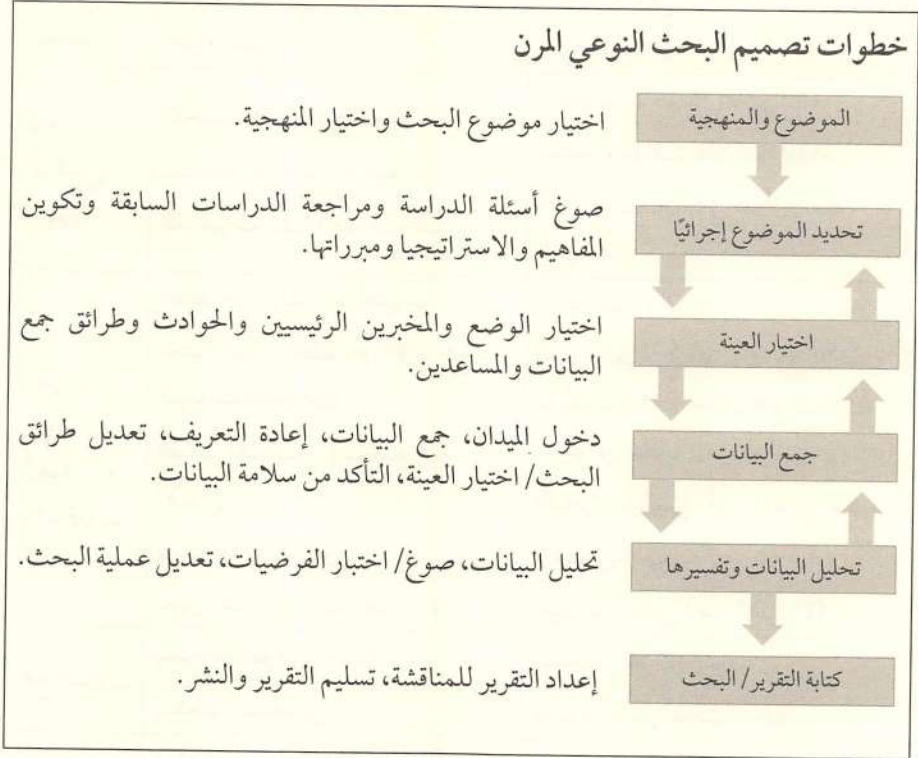 خطوات تصميم البحث النوعي المرن
الموضوع والمنهجية
اختيار موضوع البحث واختيار المنهجية.
تحديد الموضوع إجرائيًا
صوغ أسئلة الدراسة ومراجعة الدراسات السابقة وتكوين
المفاهيم والاستراتيجيا ومبرراتها.
اختيار العينة
اختيار الوضع والمخبرين الرئيسيين والحوادث وطرائق جمع
البيانات والمساعدين.
جمع البيانات
دخول الميدان، جمع البيانات، إعادة التعريف، تعديل طرائق
البحث/ اختيار العينة، التأكد من سلامة البيانات.
تحليل البيانات وتفسيرها
تحليل البيانات، صوغ/ اختبار الفرضيات، تعديل عملية البحث.
كتابة التقرير/ البحث
إعداد التقرير للمناقشة، تسليم التقرير والنشر.